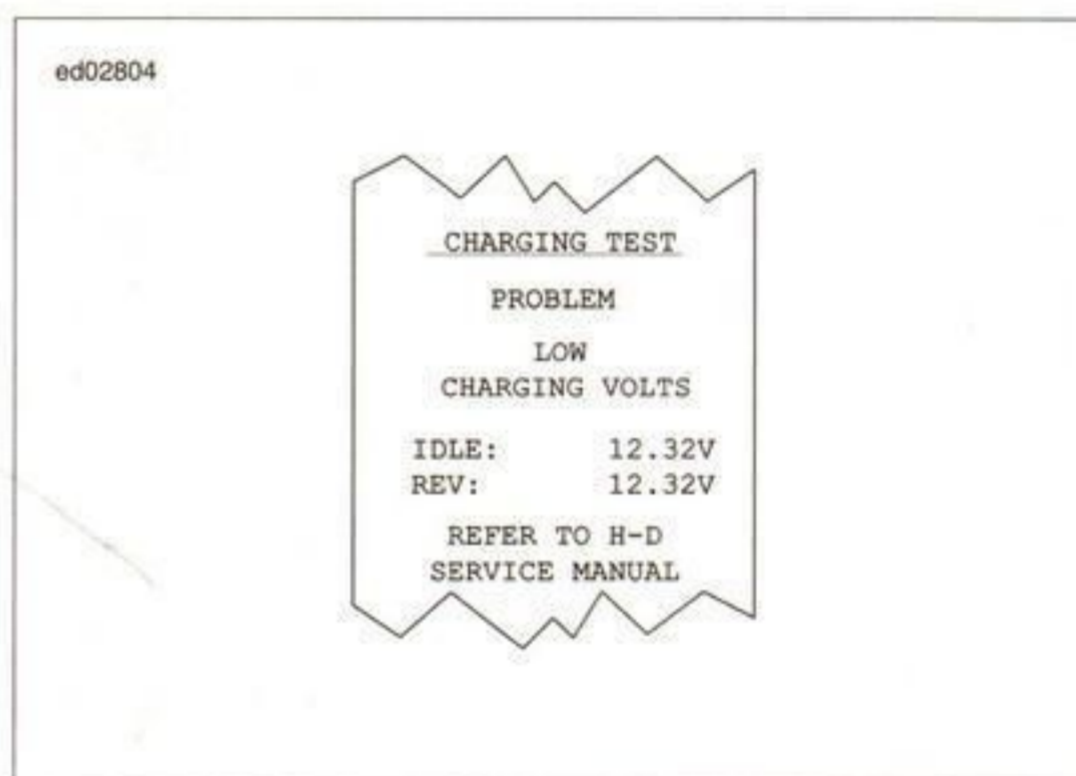 ed02804
CHARGING TEST
PROBLEM
LOW
CHARGING VOLTS
IDLE: 12.32V
REV: 12.32V
REFER TO H-D
SERVICE MANUAL